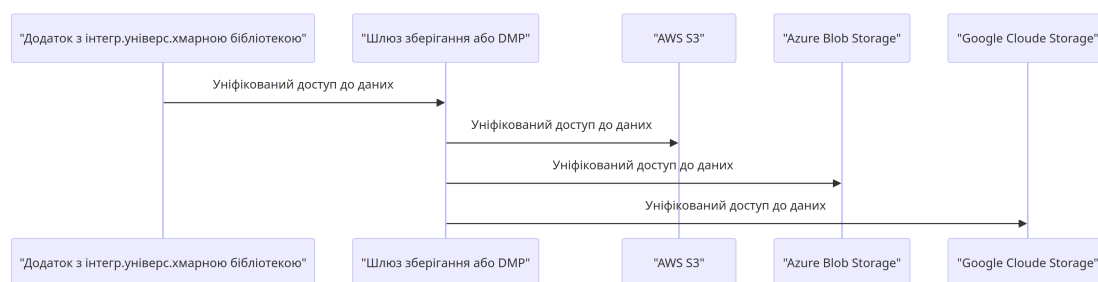 "Додаток з інтегр.універс.хмарною бібліотекою"
"Шлюз зберігання або DMP"
"AWS S3"
"Azure Blob Storage"
"Google Cloude Storage"
Уніфікований доступ до даних
Уніфікований доступ до даних
Уніфікований доступ до даних
Уніфікований доступ до даних
"Додаток з інтегр.універс.хмарною бібліотекою"
"Шлюз зберігання або DMP"
"AWS S3"
"Azure Blob Storage"
"Google Cloude Storage"